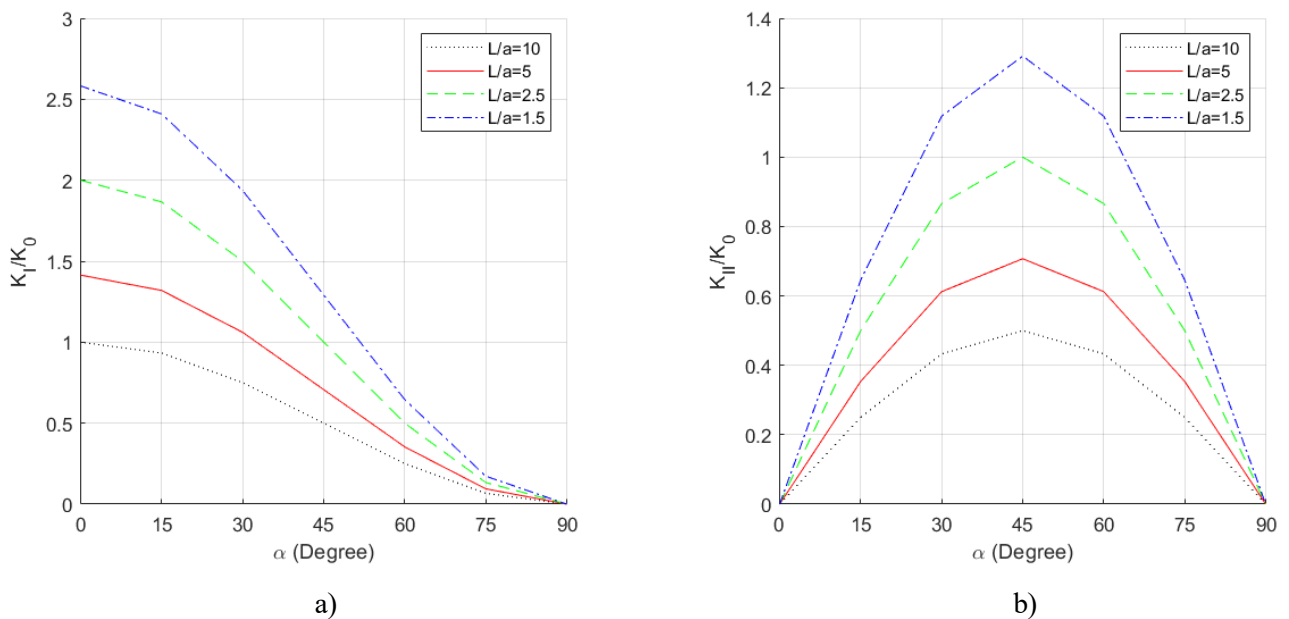 3
2.5
2
1.5
1
0.5
0
K_I/K_0
L/a=10
L/a=5
L/a=2.5
L/a=1.5
0 15 30 45 60 75 90
α (Degree)
a)
1.4
1.2
1
0.8
0.6
0.4
0.2
0
K_II/K_0
L/a=10
L/a=5
L/a=2.5
L/a=1.5
0 15 30 45 60 75 90
α (Degree)
b)